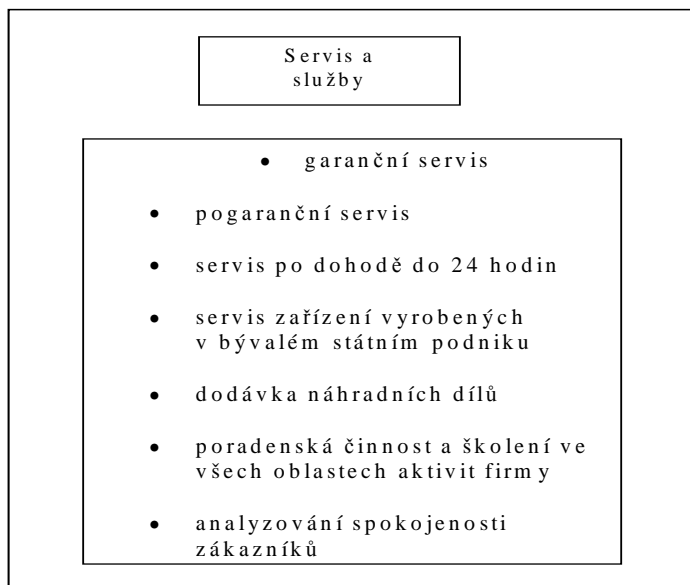 Servis a
služby
• garanční servis
• pogaranční servis
• servis po dohodě do 24 hodin
• servis zařízení vyrobených
v bývalém státním podniku
• dodávka náhradních dílů
• poradenská činnost a školení ve
všech oblastech aktivit firmy
• analyzování spokojenosti
zákazníků